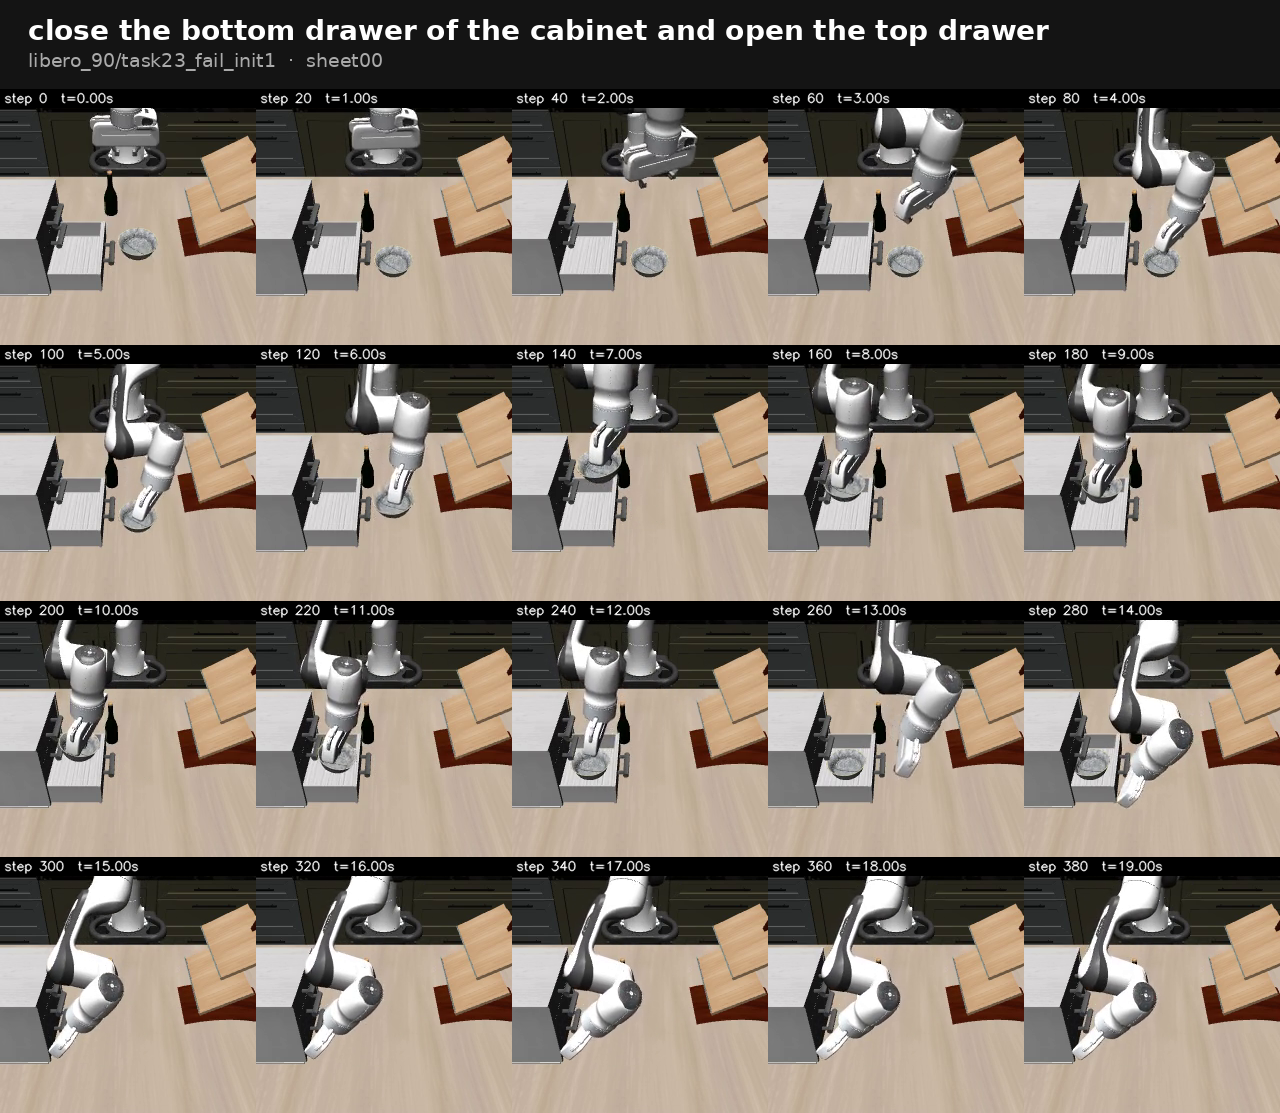 close the bottom drawer of the cabinet and open the top drawer
libero_90/task23_fail_init1 · sheet00
step 0 t=0.00s
step 20 t=1.00s
step 40 t=2.00s
step 60 t=3.00s
step 80 t=4.00s
step 100 t=5.00s
step 120 t=6.00s
step 140 t=7.00s
step 160 t=8.00s
step 180 t=9.00s
step 200 t=10.00s
step 220 t=11.00s
step 240 t=12.00s
step 260 t=13.00s
step 280 t=14.00s
step 300 t=15.00s
step 320 t=16.00s
step 340 t=17.00s
step 360 t=18.00s
step 380 t=19.00s